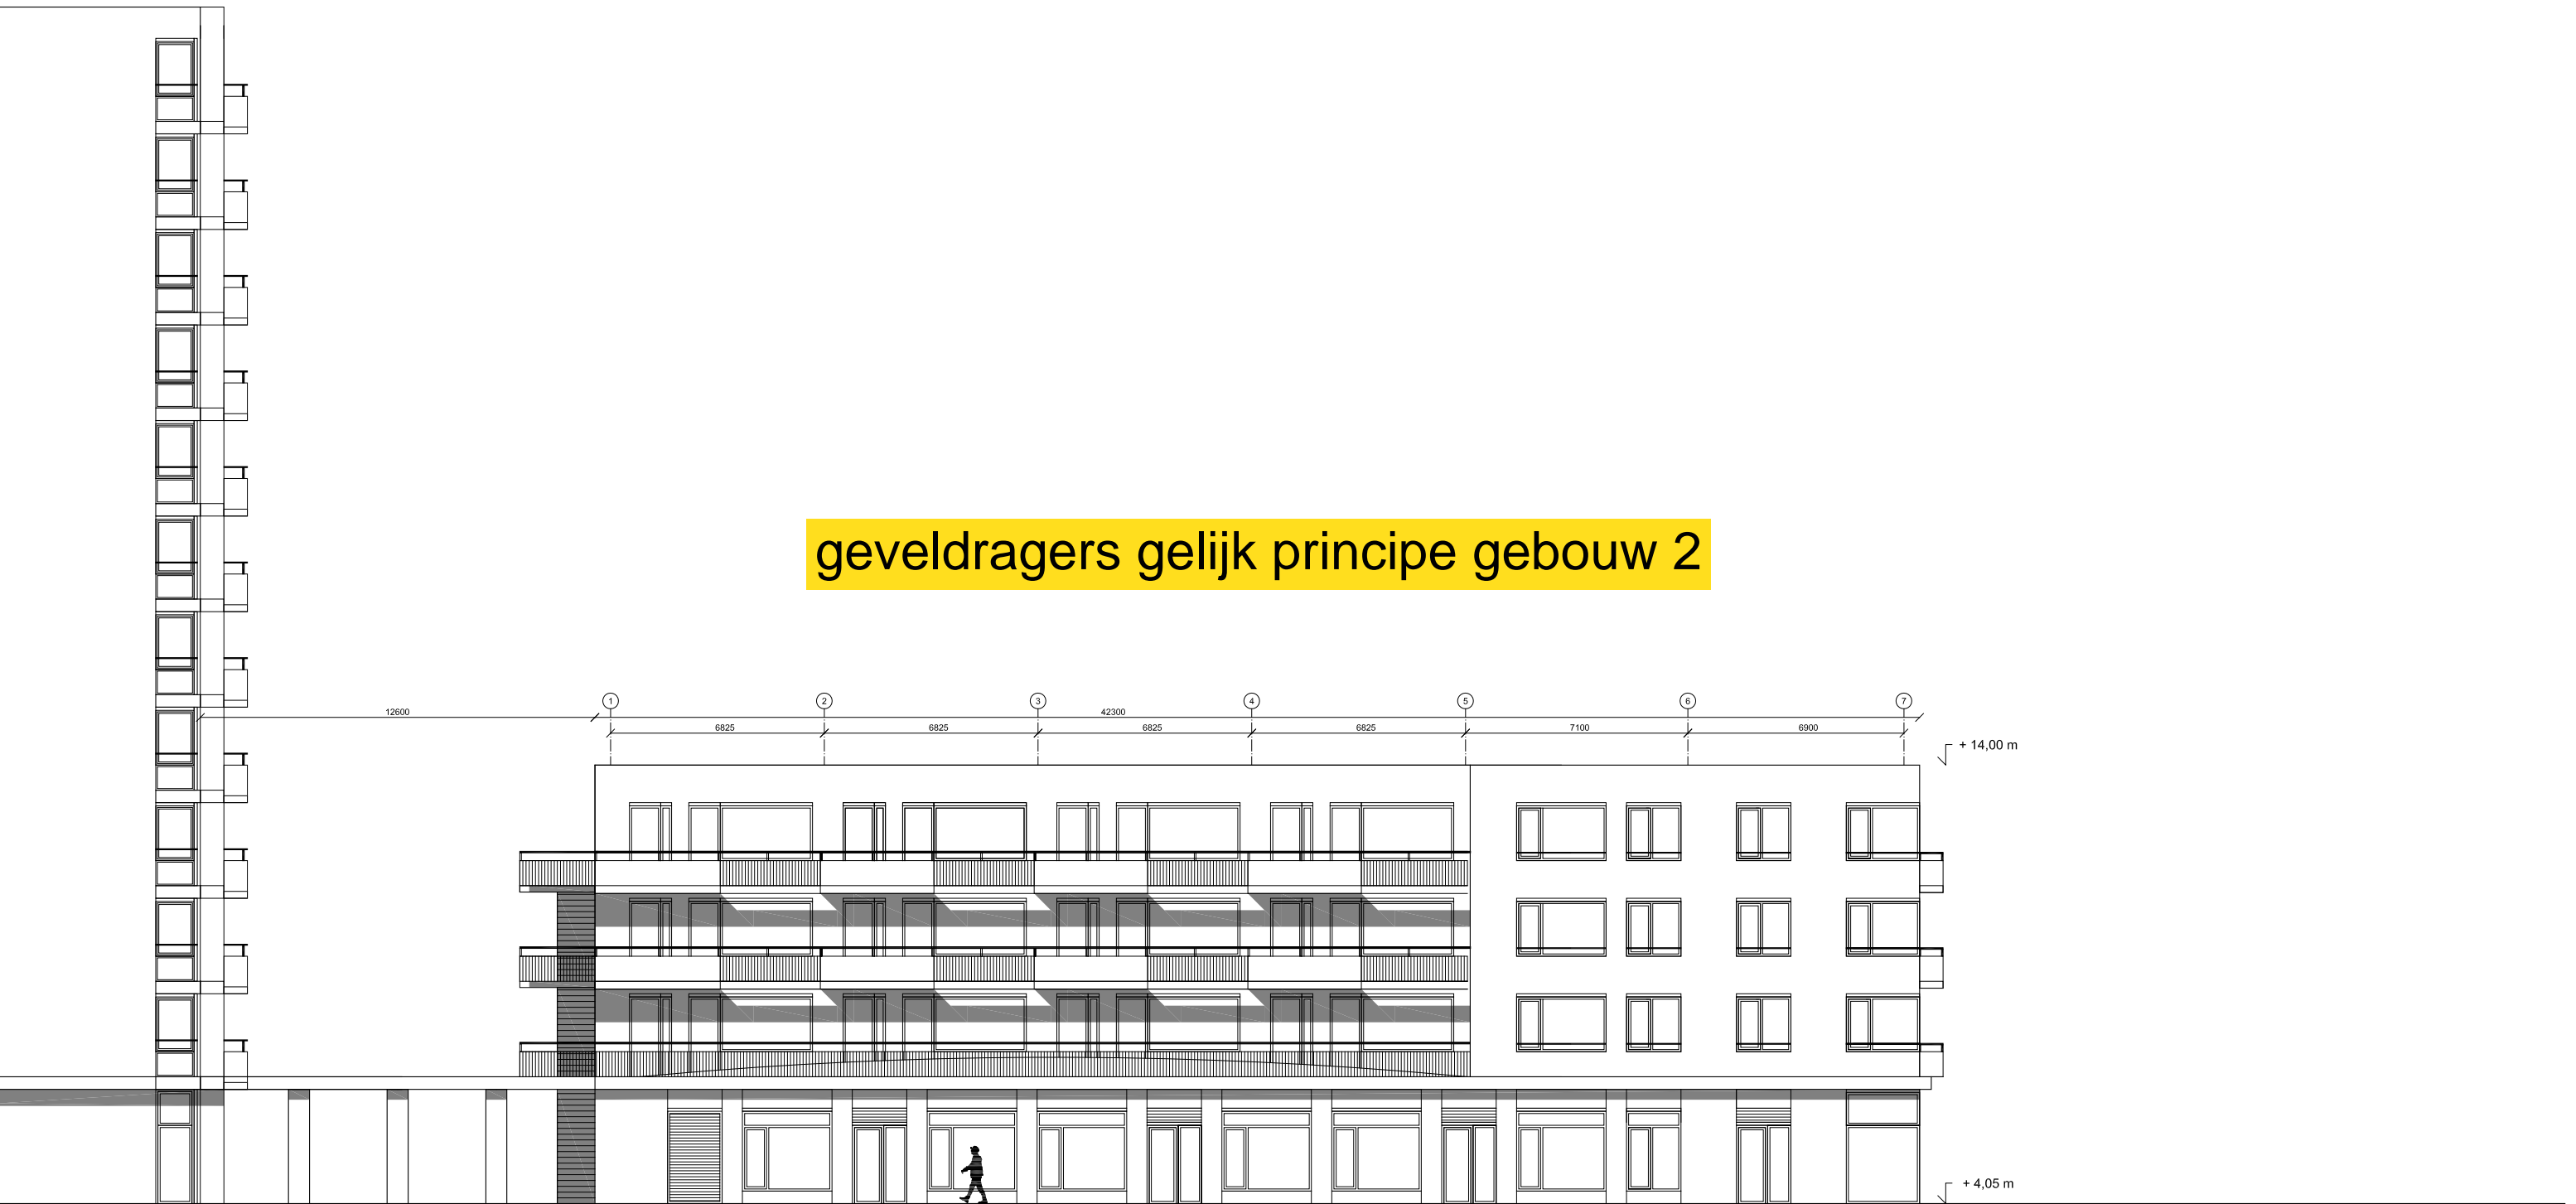 geveldragers gelijk principe gebouw 2
1 2 3 4 5 6 7
12600 42300
6825 6825 6825 6825 7100 6900
+ 14,00 m
+ 4,05 m